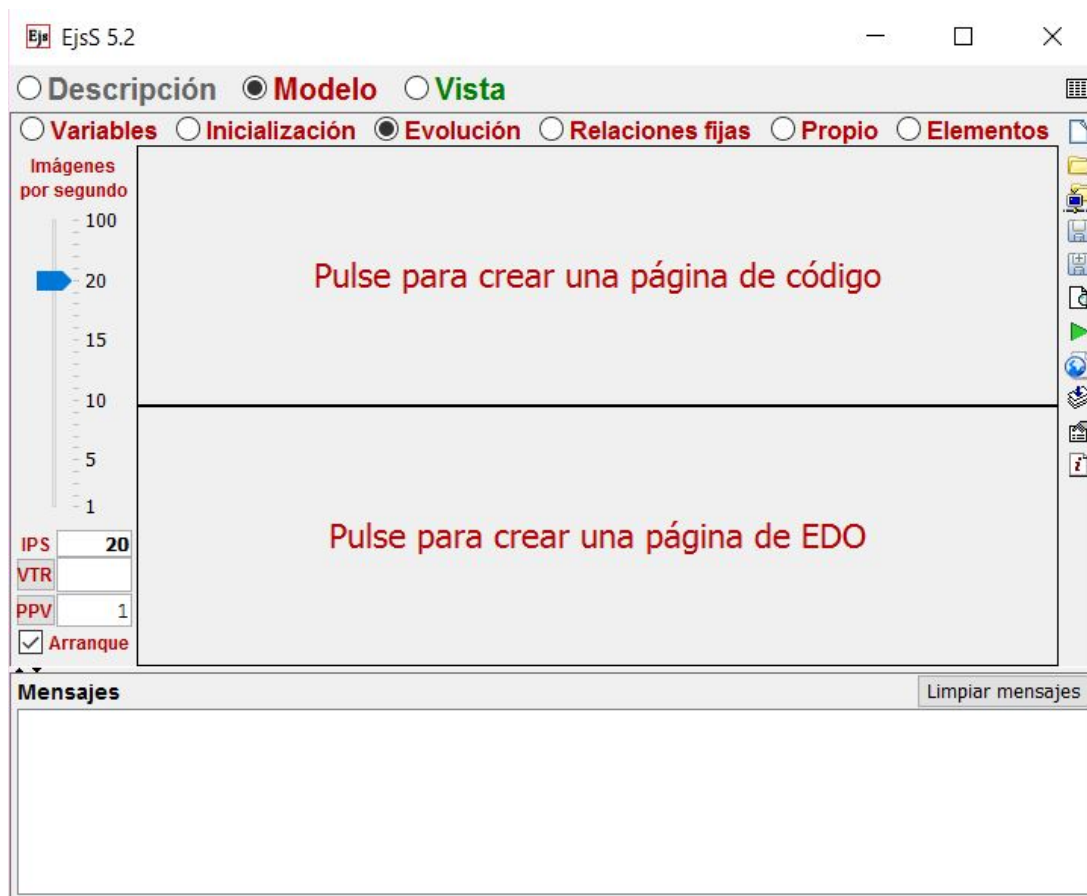 Ejs EjsS 5.2
Descripción Modelo Vista
Variables Inicialización Evolución Relaciones fijas Propio Elementos
Imágenes
por segundo
100
20
15
10
5
1
Pulse para crear una página de código
Pulse para crear una página de EDO
IPS 20
VTR
PPV 1
Arranque
Mensajes Limpiar mensajes